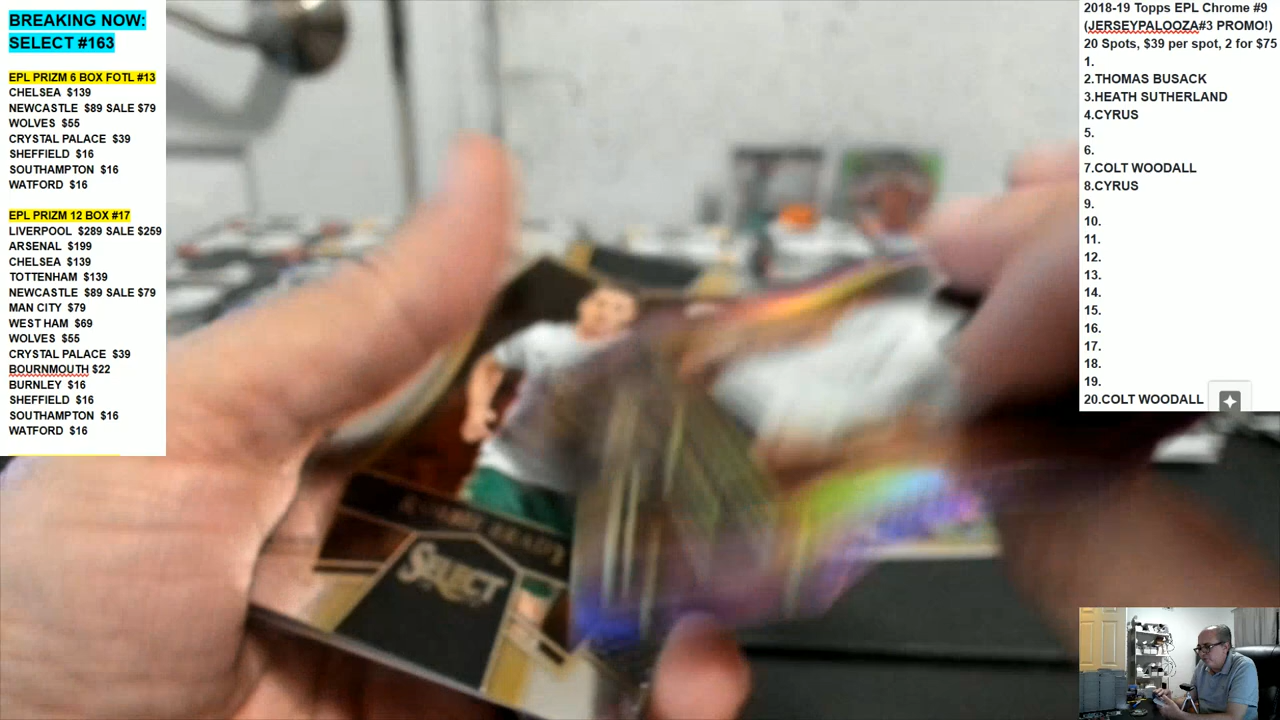 BREAKING NOW:
SELECT #163
EPL PRIZM 6 BOX FOTL #13
CHELSEA $139
NEWCASTLE $89 SALE $79
WOLVES $55
CRYSTAL PALACE $39
SHEFFIELD $16
SOUTHAMPTON $16
WATFORD $16
EPL PRIZM 12 BOX #17
LIVERPOOL $289 SALE $259
ARSENAL $199
CHELSEA $139
TOTTENHAM $139
NEWCASTLE $89 SALE $79
MAN CITY $79
WEST HAM $69
WOLVES $55
CRYSTAL PALACE $39
BOURNMOUTH $22
BURNLEY $16
SHEFFIELD $16
SOUTHAMPTON $16
WATFORD $16
SELECT
2018-19 Topps EPL Chrome #9
(JERSEYPALOOZA#3 PROMO!)
20 Spots, $39 per spot, 2 for $75
1.
2.THOMAS BUSACK
3.HEATH SUTHERLAND
4.CYRUS
5.
6.
7.COLT WOODALL
8.CYRUS
9.
10.
11.
12.
13.
14.
15.
16.
17.
18.
19.
20.COLT WOODALL